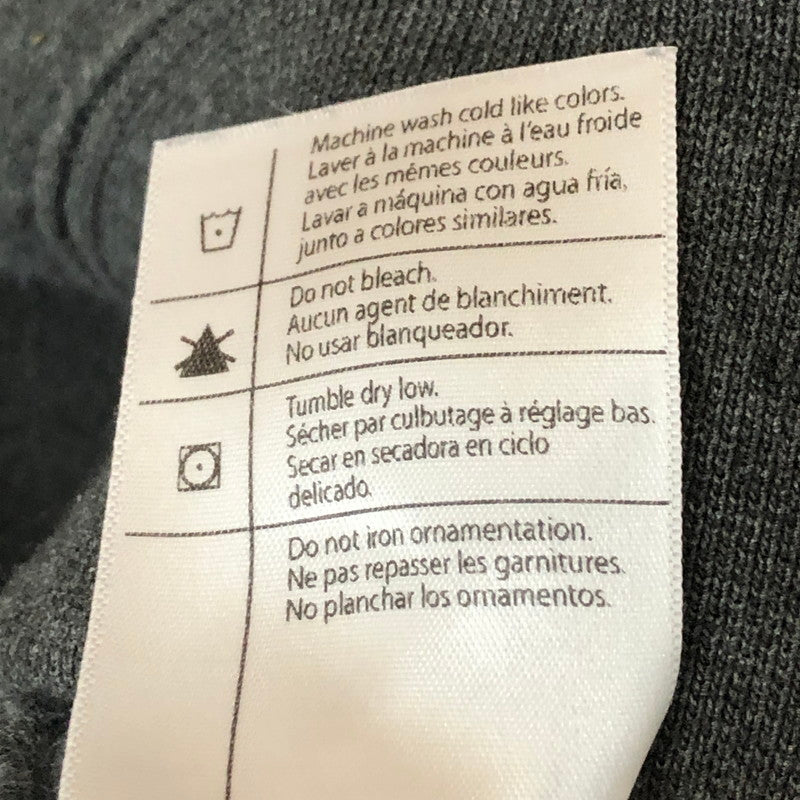 Machine wash cold like colors.
Laver à la machine à l'eau froide
avec les mêmes couleurs.
Lavar a máquina con agua fría,
junto a colores similares.
Do not bleach.
Aucun agent de blanchiment.
No usar blanqueador.
Tumble dry low.
Sécher par culbutage à réglage bas.
Secar en secadora en ciclo
delicado.
Do not iron ornamentation.
Ne pas repasser les garnitures.
No planchar los ornamentos.